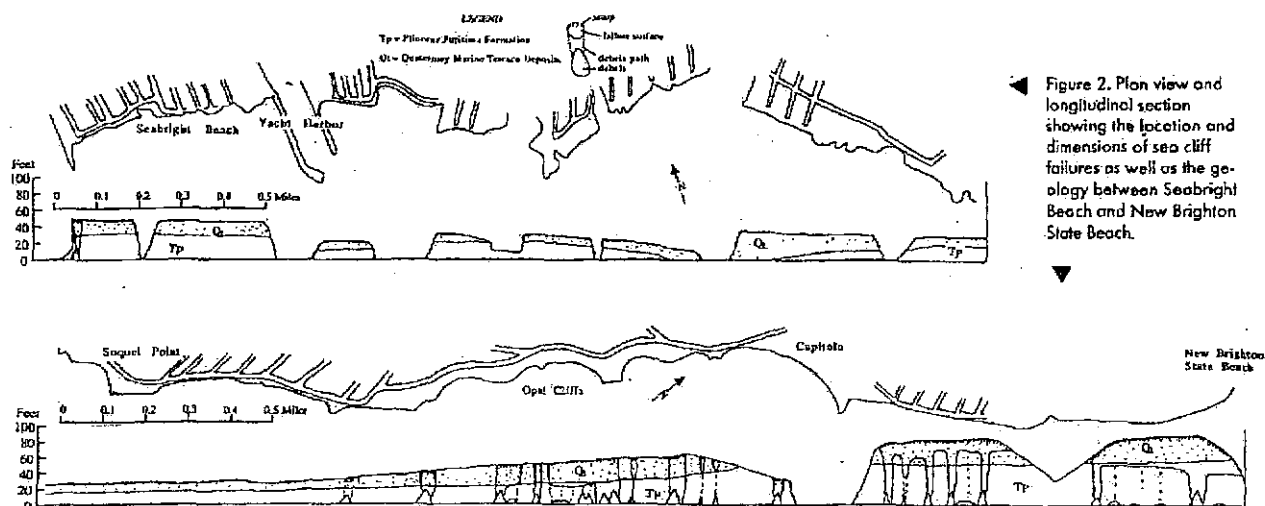 LEGEND
Tp = Pliocene Purisima Formation
Qt = Quaternary Marine Terrace Deposits
scarp
failure surface
debris path
debris
Seabright Beach Yacht Harbor
N
Feet
100
80
60
40
20
0
0 0.1 0.2 0.3 0.4 0.5 Miles
Qt
Tp
Qt
Tp
Figure 2. Plan view and
longitudinal section
showing the location and
dimensions of sea cliff
failures as well as the ge-
ology between Seabright
Beach and New Brighton
State Beach.
Soquel Point
Opal Cliffs
N
Capitola
New Brighton
State Beach
0 0.1 0.2 0.3 0.4 0.5 Miles
Feet
100
80
60
40
20
0
Qt
Tp
Tp
Qt